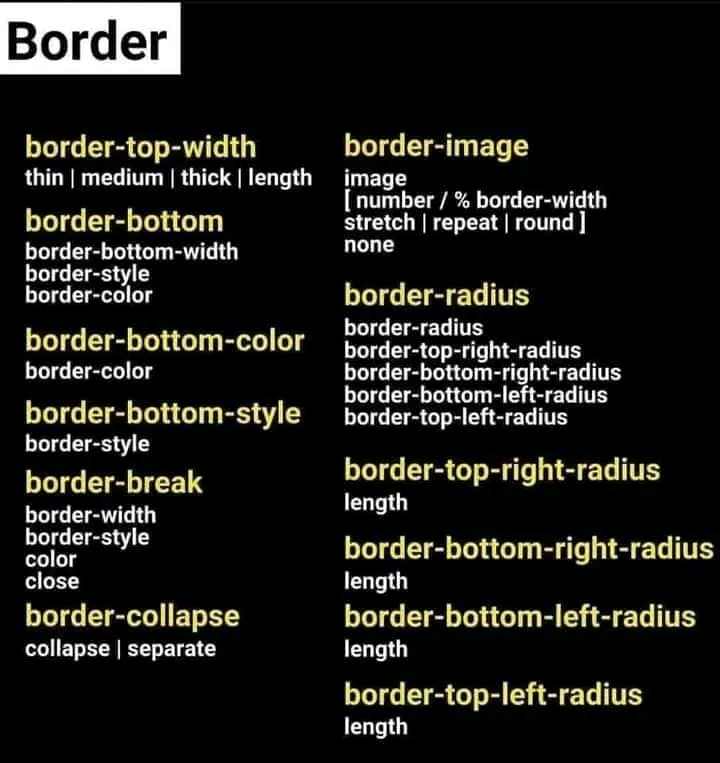 Border
border-top-width
thin | medium | thick | length
border-bottom
border-bottom-width
border-style
border-color
border-bottom-color
border-color
border-bottom-style
border-style
border-break
border-width
border-style
color
close
border-collapse
collapse | separate
border-image
image
[ number / % border-width
stretch | repeat | round ]
none
border-radius
border-radius
border-top-right-radius
border-bottom-right-radius
border-bottom-left-radius
border-top-left-radius
border-top-right-radius
length
border-bottom-right-radius
length
border-bottom-left-radius
length
border-top-left-radius
length